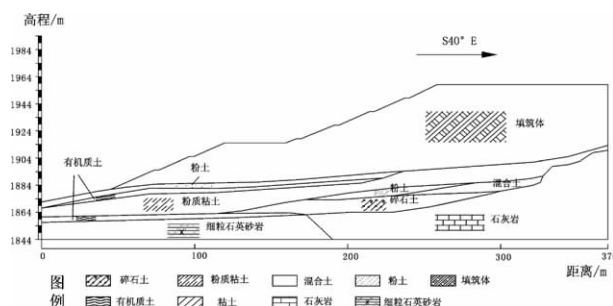 高程/m
S40° E
1984
1964
1944
1924
1904
1884
1864
1844
填筑体
有机质土
粉土
粉质粘土
粉土
碎石土
混合土
细粒石英砂岩
石灰岩
0
100
200
300
370
距离/m
图例
碎石土
粉质粘土
混合土
粉土
填筑体
有机质土
粘土
石灰岩
细粒石英砂岩